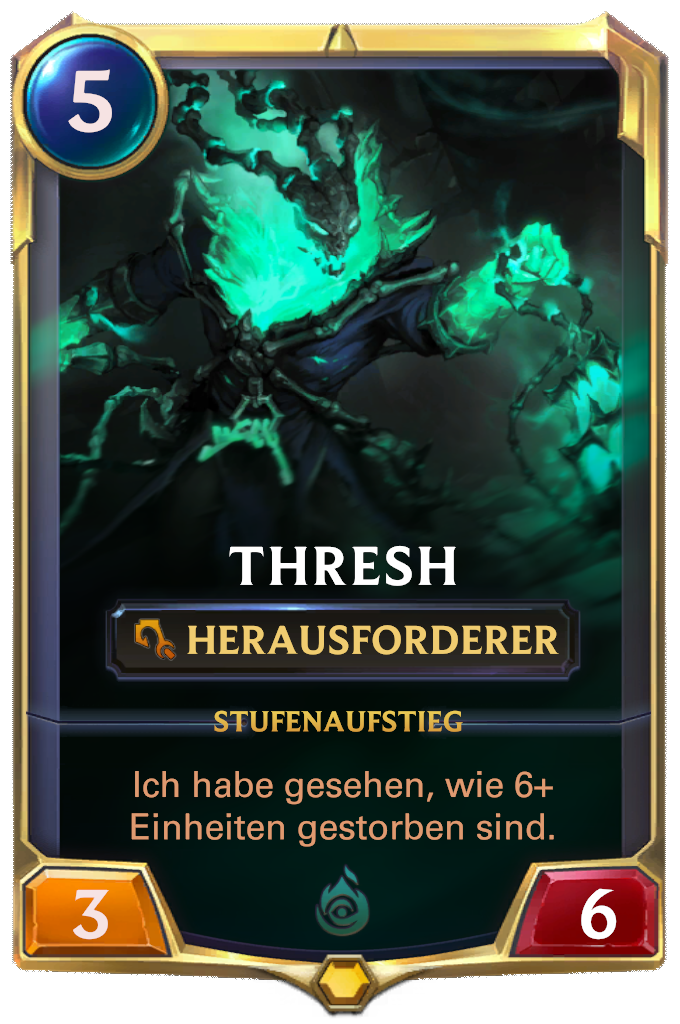 5
THRESH
HERAUSFORDERER
STUFENAUFSTIEG
Ich habe gesehen, wie 6+
Einheiten gestorben sind.
3
6